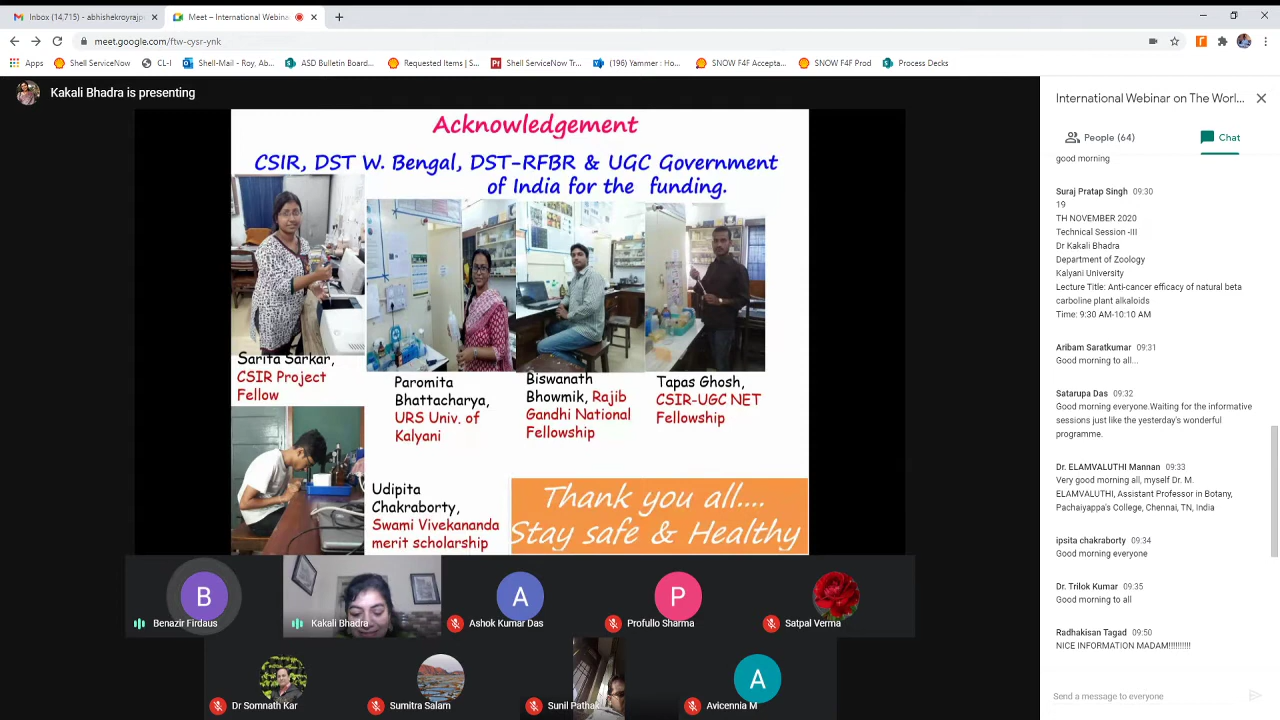 Inbox (14,715) - abhishekroyrajp
Meet – International Webina
meet.google.com/ftw-cysr-ynk
Apps
Shell ServiceNow
CL-I
Shell-Mail - Roy, Ab...
ASD Bulletin Board...
Requested Items | S...
Shell ServiceNow Tr...
(196) Yammer : Ho...
SNOW F4F Accepta...
SNOW F4F Prod
Process Decks
Kakali Bhadra is presenting
Acknowledgement
CSIR, DST W. Bengal, DST-RFBR & UGC Government
of India for the funding.
Sarita Sarkar,
CSIR Project
Fellow
Paromita
Bhattacharya,
URS Univ. of
Kalyani
Biswanath
Bhowmik, Rajib
Gandhi National
Fellowship
Tapas Ghosh,
CSIR-UGC NET
Fellowship
Udipita
Chakraborty,
Swami Vivekananda
merit scholarship
Thank you all....
Stay safe & Healthy
B
Benazir Firdaus
Kakali Bhadra
A
Ashok Kumar Das
P
Profullo Sharma
Satpal Verma
Dr Somnath Kar
Sumitra Salam
Sunil Pathak
A
Avicennia M
International Webinar on The Worl...
People (64)
Chat
good morning
Suraj Pratap Singh 09:30
19
TH NOVEMBER 2020
Technical Session -III
Dr Kakali Bhadra
Department of Zoology
Kalyani University
Lecture Title: Anti-cancer efficacy of natural beta
carboline plant alkaloids
Time: 9:30 AM-10:10 AM
Aribam Saratkumar 09:31
Good morning to all...
Satarupa Das 09:32
Good morning everyone.Waiting for the informative
sessions just like the yesterday's wonderful
programme.
Dr. ELAMVALUTHI Mannan 09:33
Very good morning all, myself Dr. M.
ELAMVALUTHI, Assistant Professor in Botany,
Pachaiyappa's College, Chennai, TN, India
ipsita chakraborty 09:34
Good morning everyone
Dr. Trilok Kumar 09:35
Good morning to all
Radhakisan Tagad 09:50
NICE INFORMATION MADAM!!!!!!!!!!
Send a message to everyone